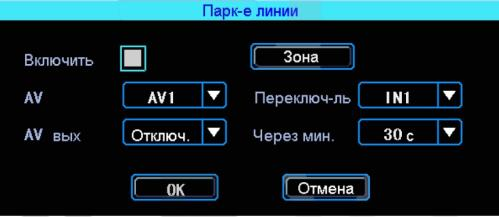 Парк-е линии
Включить Зона
AV AV1 Переключ-ль IN1
AV вых Отключ. Через мин. 30 с
OK Отмена